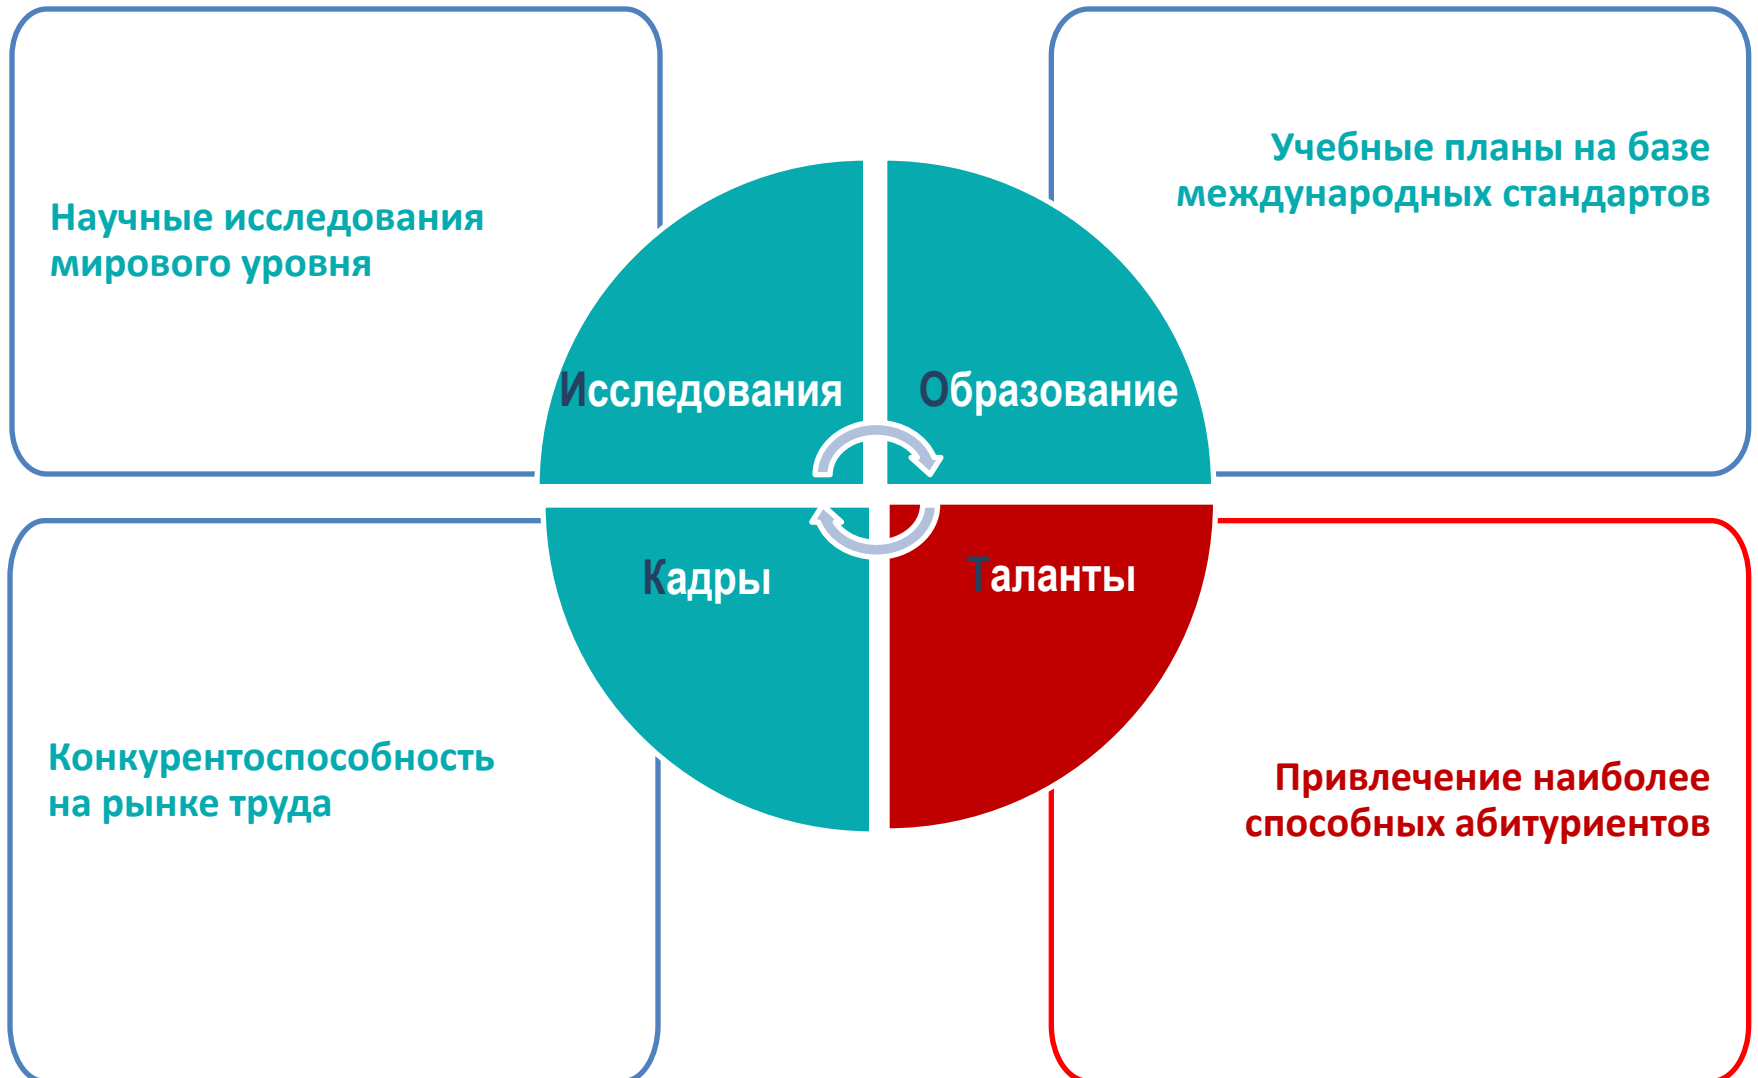 Научные исследования
мирового уровня
Учебные планы на базе
международных стандартов
Исследования
Образование
Кадры
Таланты
Конкурентоспособность
на рынке труда
Привлечение наиболее
способных абитуриентов